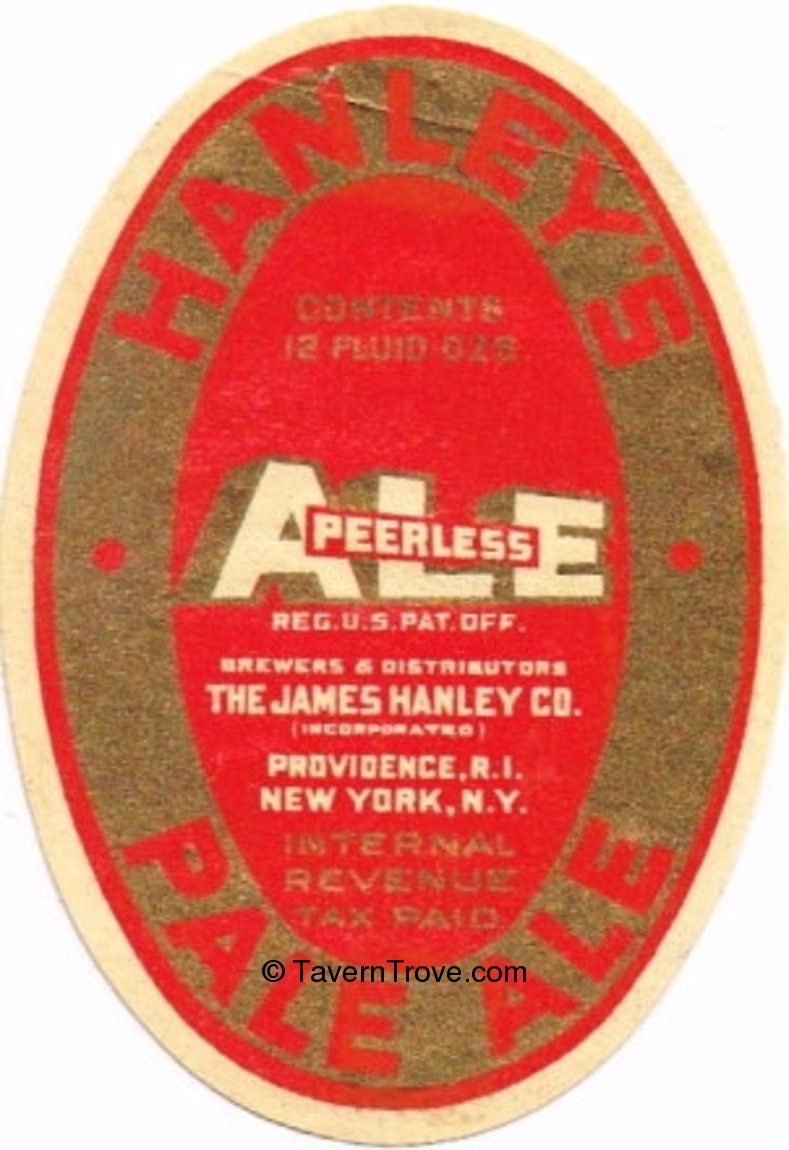 HANLEY'S
CONTENTS
12 FLUID OZS
ALE
PEERLESS
REG.U.S.PAT.OFF.
BREWERS & DISTRIBUTORS
THE JAMES HANLEY CO.
(INCORPORATED)
PROVIDENCE, R.I.
NEW YORK, N.Y.
INTERNAL
REVENUE
TAX PAID
PALE ALE
© TavernTrove.com